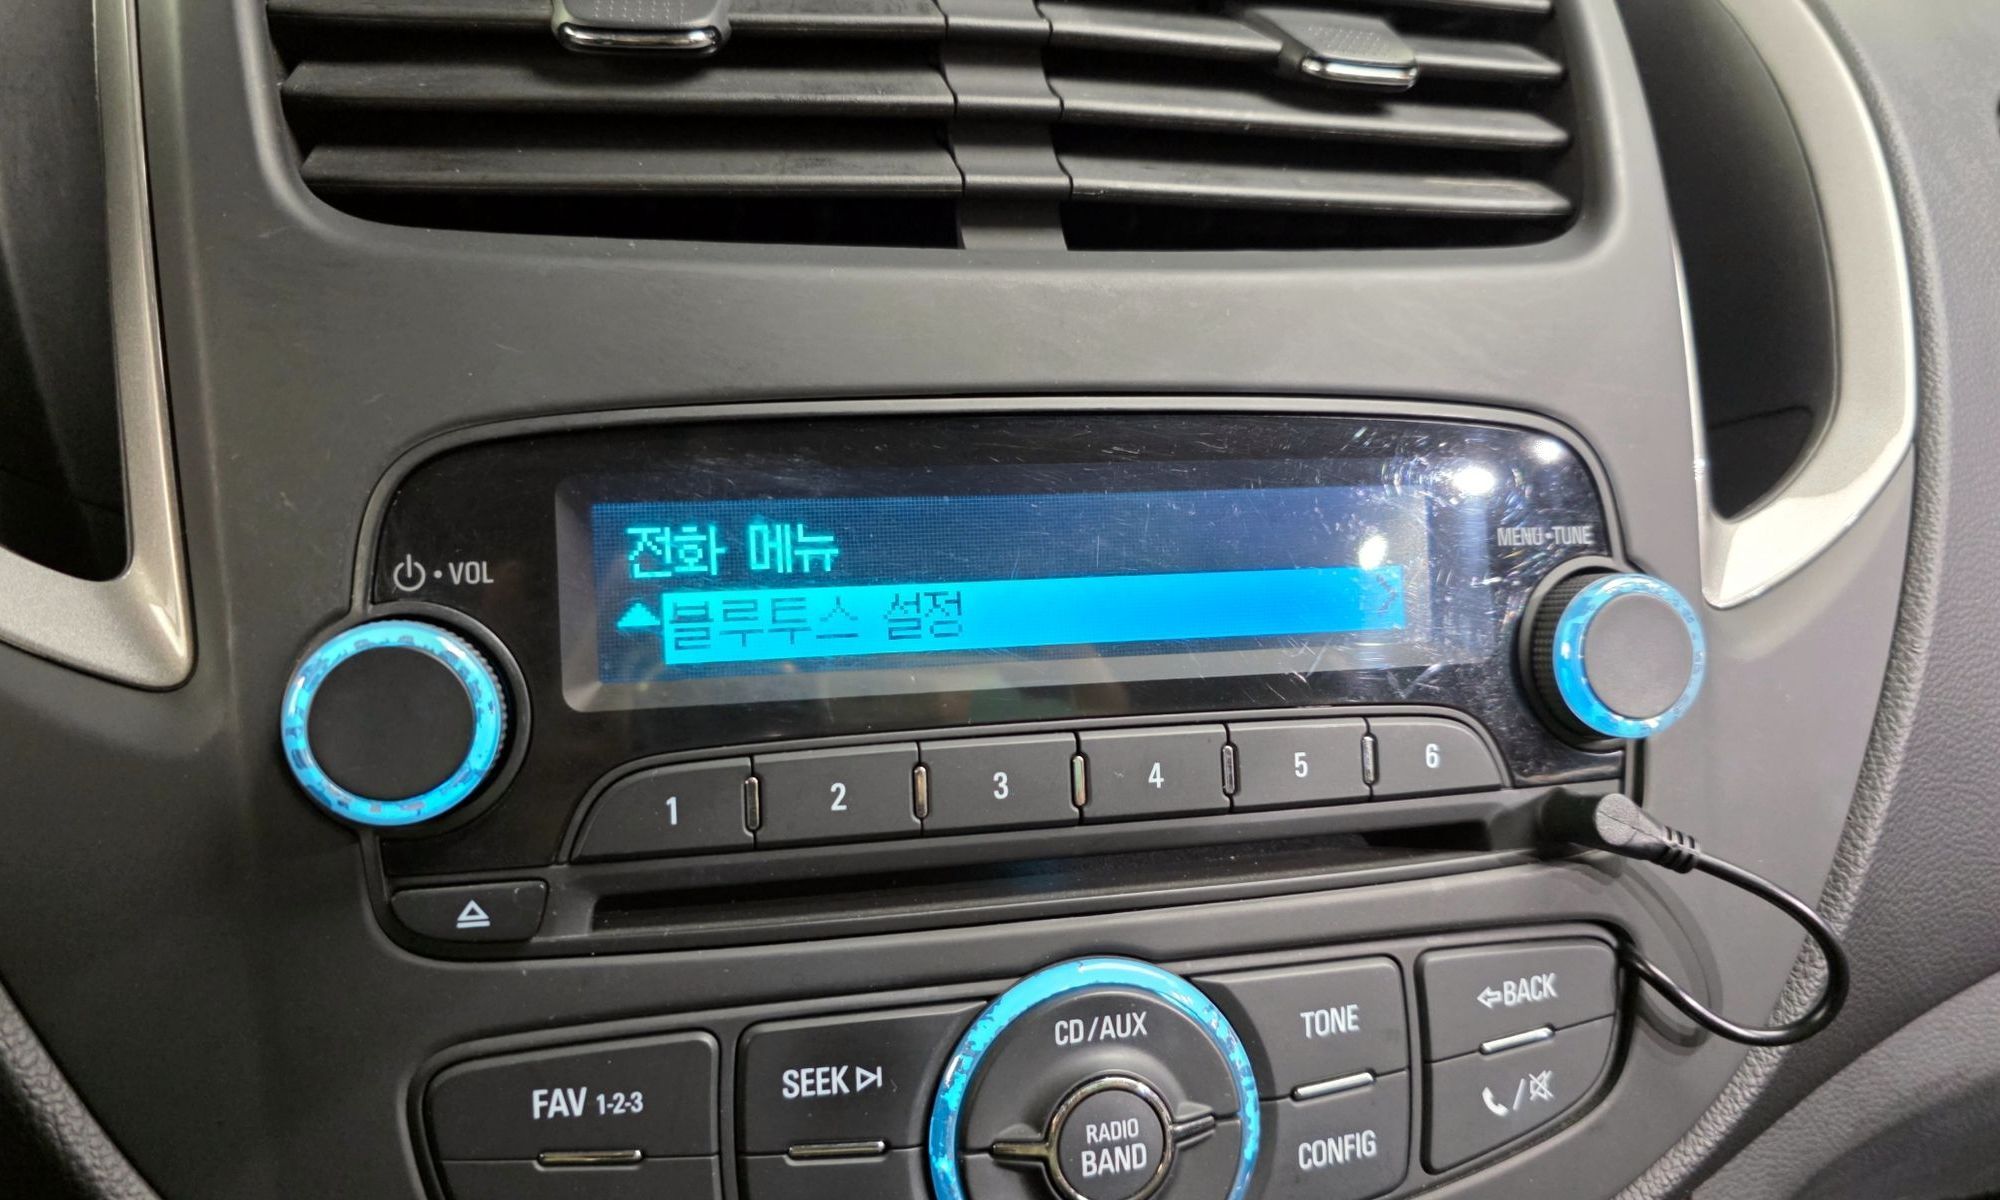 전화 메뉴
블루투스 설정
VOL
MENU•TUNE
1 2 3 4 5 6
CD/AUX
TONE
BACK
FAV 1-2-3
SEEK
RADIO
BAND
CONFIG